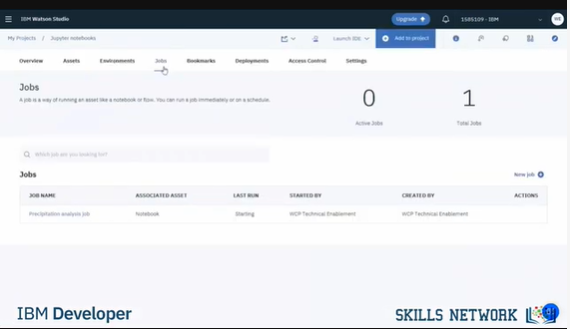 IBM Watson Studio
Upgrade
1585109 - IBM
WE
My Projects / Jupyter notebooks
Launch IDE
Add to project
Overview Assets Environments Jobs Bookmarks Deployments Access Control Settings
Jobs
A job is a way of running an asset like a notebook or flow. You can run a job immediately or on a schedule.
0 1
Active Jobs Total Jobs
Which job are you looking for?
Jobs
New job
JOB NAME ASSOCIATED ASSET LAST RUN STARTED BY CREATED BY ACTIONS
Precipitation analysis job Notebook Starting WCP Technical Enablement WCP Technical Enablement
IBM Developer
SKILLS NETWORK